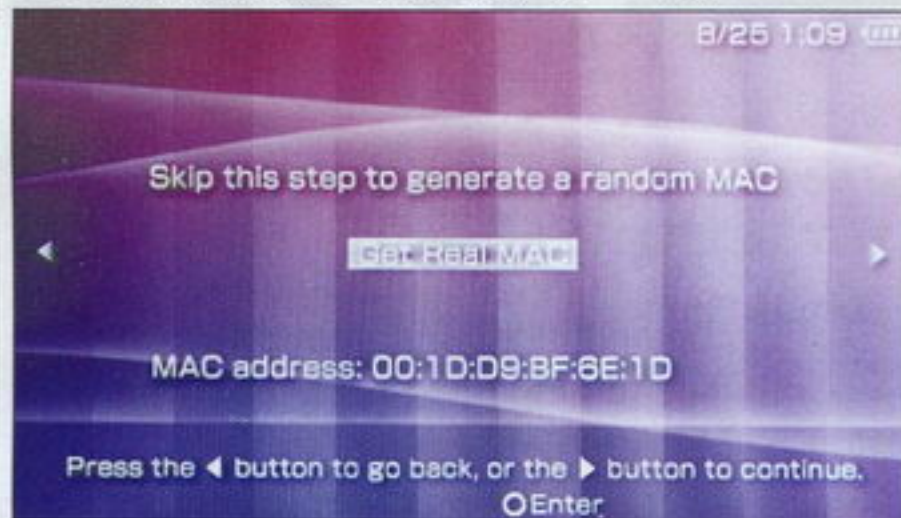 8/25 1:09
Skip this step to generate a random MAC
Get Real MAC
MAC address: 00:1D:D9:BF:6E:1D
Press the ◀ button to go back, or the ▶ button to continue.
OEnter